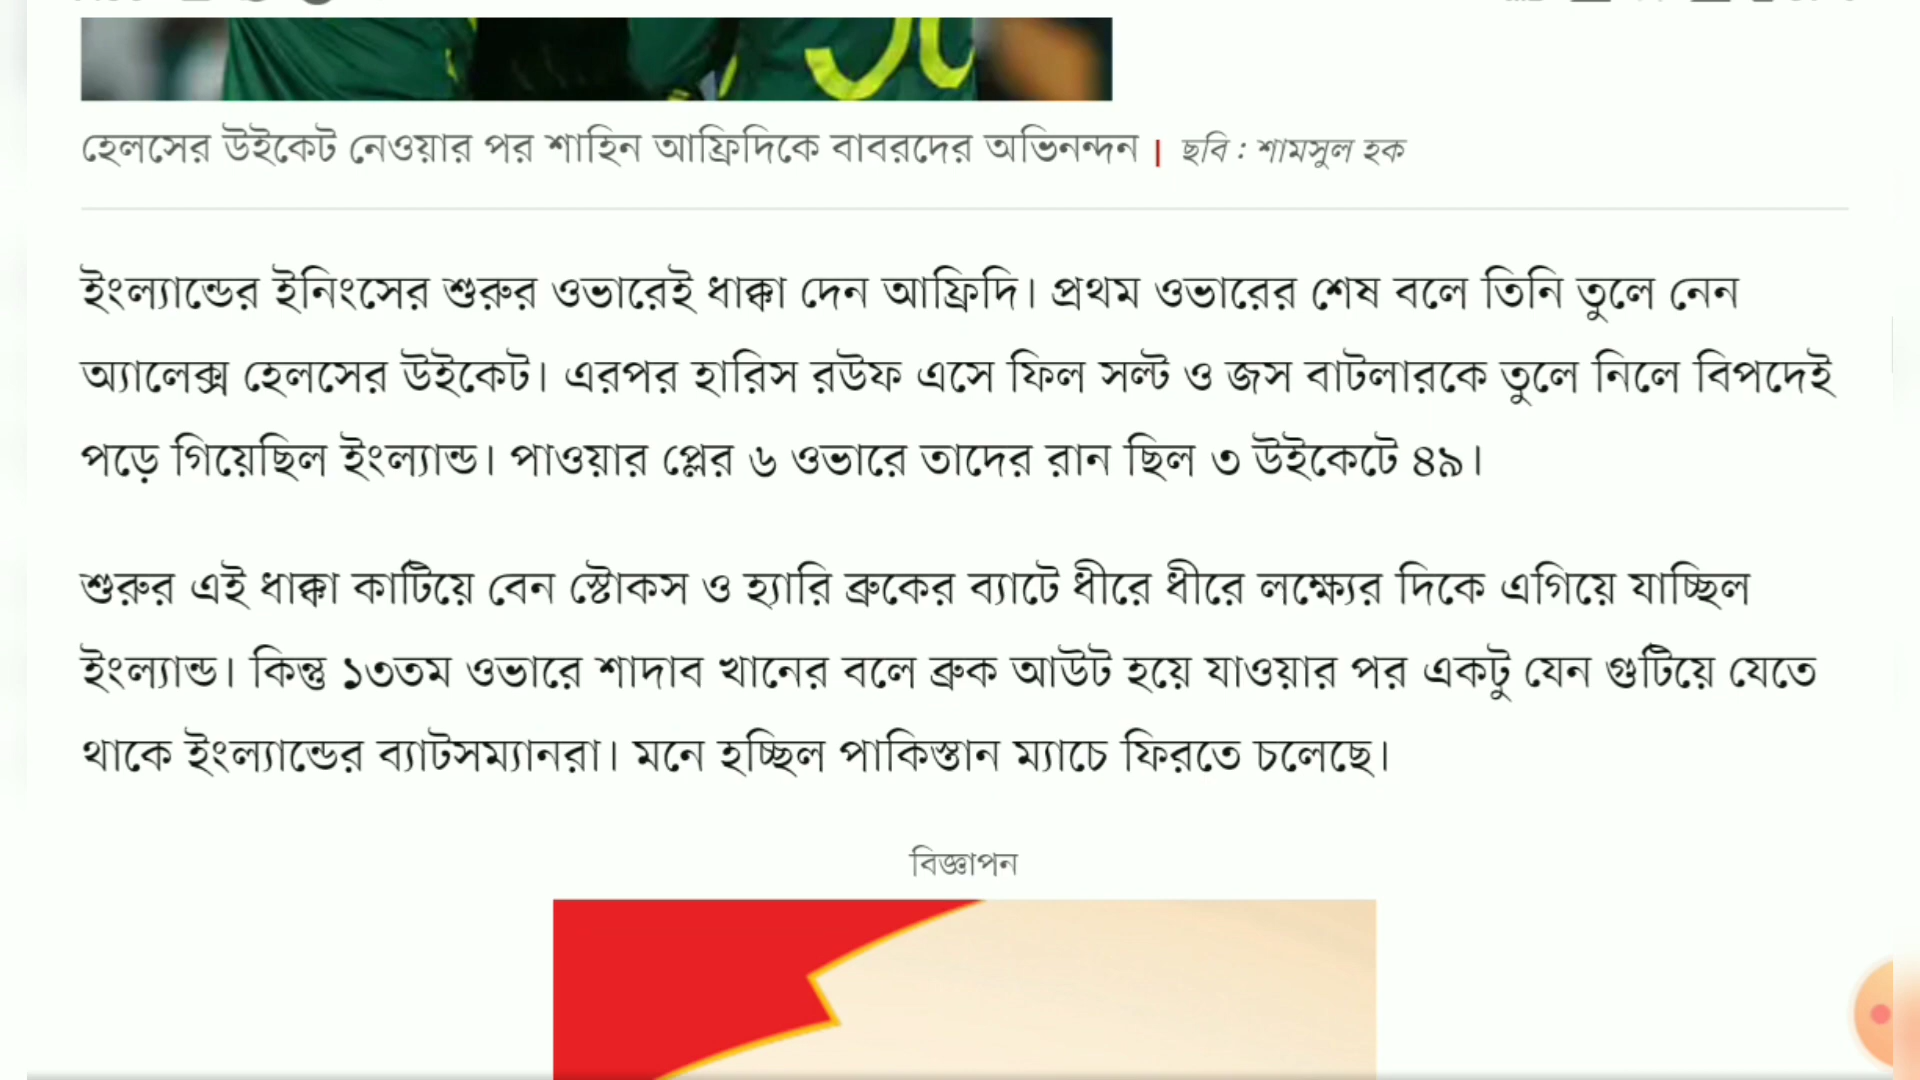 হেলসের উইকেট নেওয়ার পর শাহিন আফ্রিদিকে বাবরদের অভিনন্দন | ছবি : শামসুল হক
ইংল্যান্ডের ইনিংসের শুরুর ওভারেই ধাক্কা দেন আফ্রিদি। প্রথম ওভারের শেষ বলে তিনি তুলে নেন
অ্যালেক্স হেলসের উইকেট। এরপর হারিস রউফ এসে ফিল সল্ট ও জস বাটলারকে তুলে নিলে বিপদেই
পড়ে গিয়েছিল ইংল্যান্ড। পাওয়ার প্লের ৬ ওভারে তাদের রান ছিল ৩ উইকেটে ৪৯।
শুরুর এই ধাক্কা কাটিয়ে বেন স্টোকস ও হ্যারি ব্রুকের ব্যাটে ধীরে ধীরে লক্ষ্যের দিকে এগিয়ে যাচ্ছিল
ইংল্যান্ড। কিন্তু ১৩তম ওভারে শাদাব খানের বলে ব্রুক আউট হয়ে যাওয়ার পর একটু যেন গুটিয়ে যেতে
থাকে ইংল্যান্ডের ব্যাটসম্যানরা। মনে হচ্ছিল পাকিস্তান ম্যাচে ফিরতে চলেছে।
বিজ্ঞাপন